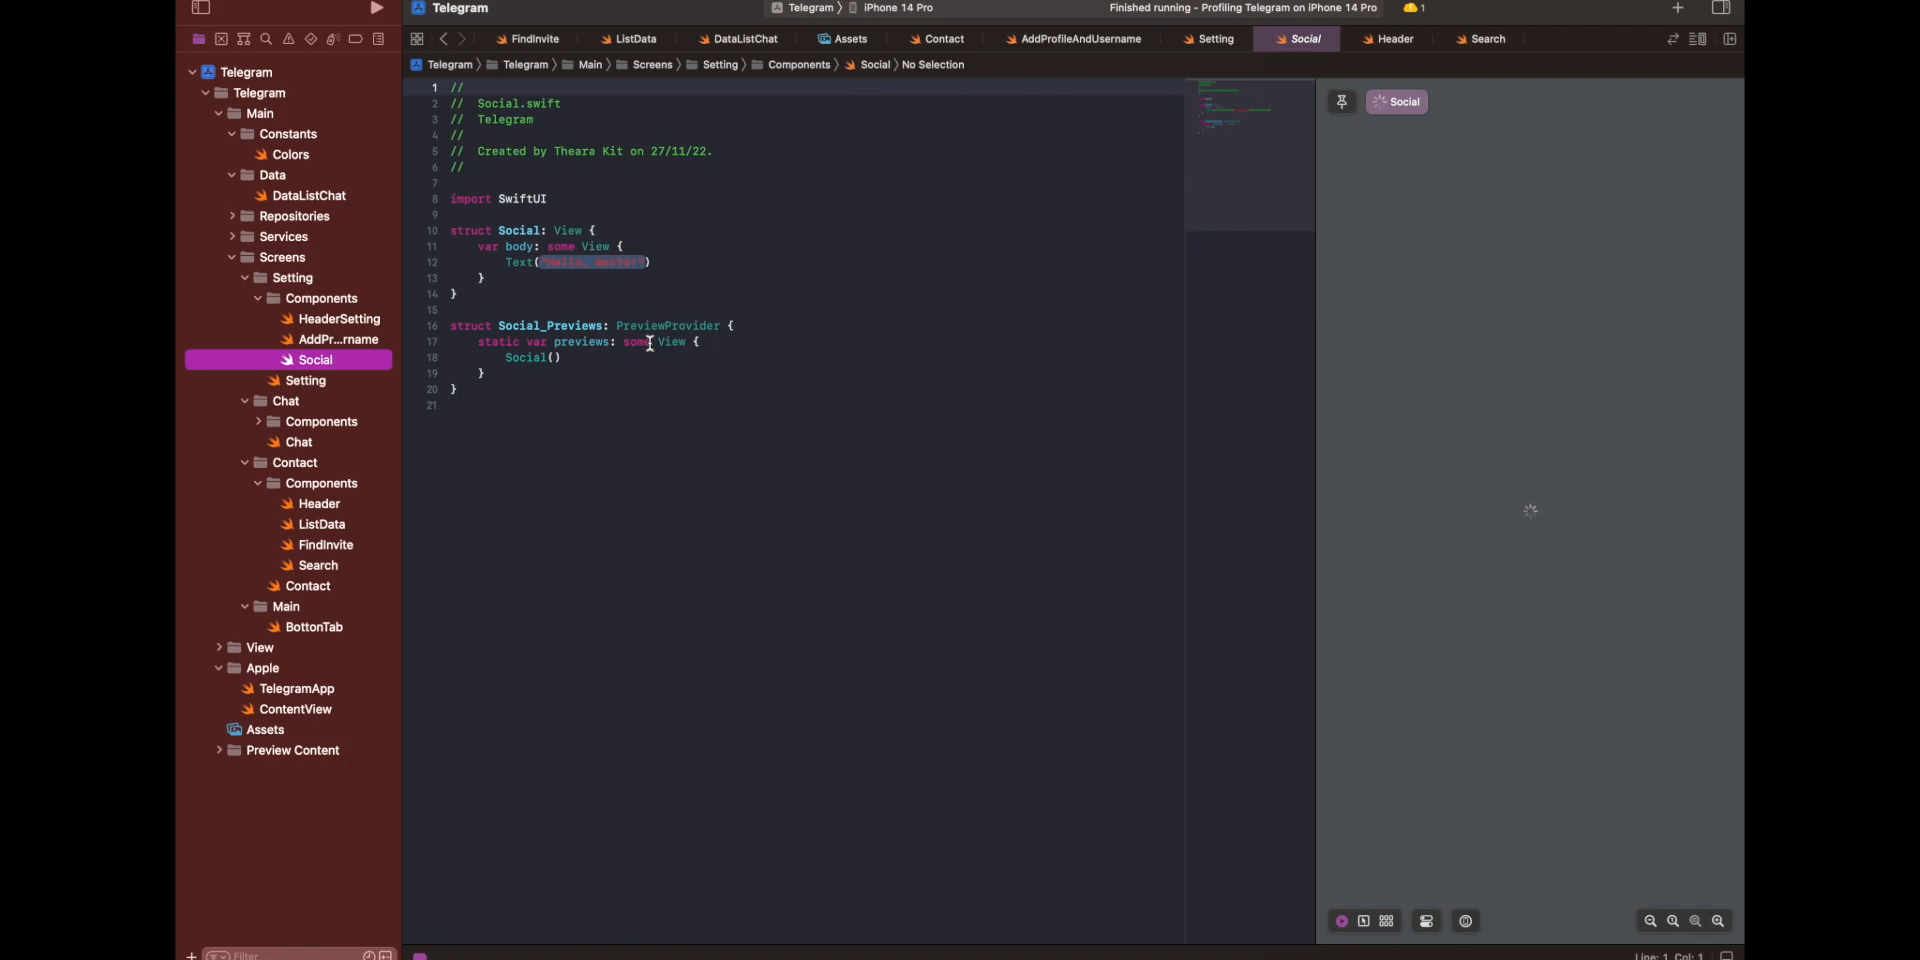 Telegram
Telegram 〉 iPhone 14 Pro
Finished running - Profiling Telegram on iPhone 14 Pro
1
FindInvite
ListData
DataListChat
Assets
Contact
AddProfileAndUsername
Setting
Social
Header
Search
Telegram 〉 Telegram 〉 Main 〉 Screens 〉 Setting 〉 Components 〉 Social 〉 No Selection
Telegram
Telegram
Main
Constants
Colors
Data
DataListChat
Repositories
Services
Screens
Setting
Components
HeaderSetting
AddPr...rname
Social
Setting
Chat
Components
Chat
Contact
Components
Header
ListData
FindInvite
Search
Contact
Main
BottonTab
View
Apple
TelegramApp
ContentView
Assets
Preview Content
Filter
1 //
2 // Social.swift
3 // Telegram
4 //
5 // Created by Theara Kit on 27/11/22.
6 //
7
8 import SwiftUI
9
10 struct Social: View {
11 var body: some View {
12 Text("Hello, World!")
13 }
14 }
15
16 struct Social_Previews: PreviewProvider {
17 static var previews: some View {
18 Social()
19 }
20 }
21
Social
Line: 1 Col: 1